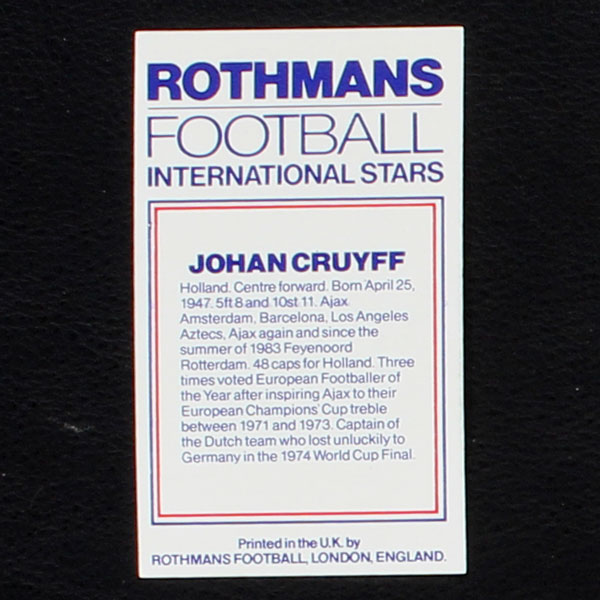 ROTHMANS
FOOTBALL
INTERNATIONAL STARS
JOHAN CRUYFF
Holland. Centre forward. Born April 25,
1947. 5ft 8 and 10st 11. Ajax
Amsterdam, Barcelona, Los Angeles
Aztecs, Ajax again and since the
summer of 1983 Feyenoord
Rotterdam. 48 caps for Holland. Three
times voted European Footballer of
the Year after inspiring Ajax to their
European Champions' Cup treble
between 1971 and 1973. Captain of
the Dutch team who lost unluckily to
Germany in the 1974 World Cup Final.
Printed in the U.K. by
ROTHMANS FOOTBALL, LONDON, ENGLAND.